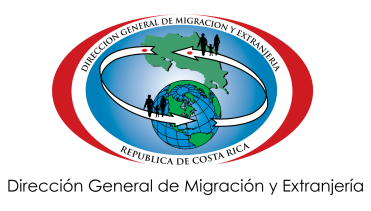 DIRECCION GENERAL DE MIGRACION Y EXTRANJERIA
REPUBLICA DE COSTA RICA
Dirección General de Migración y Extranjería